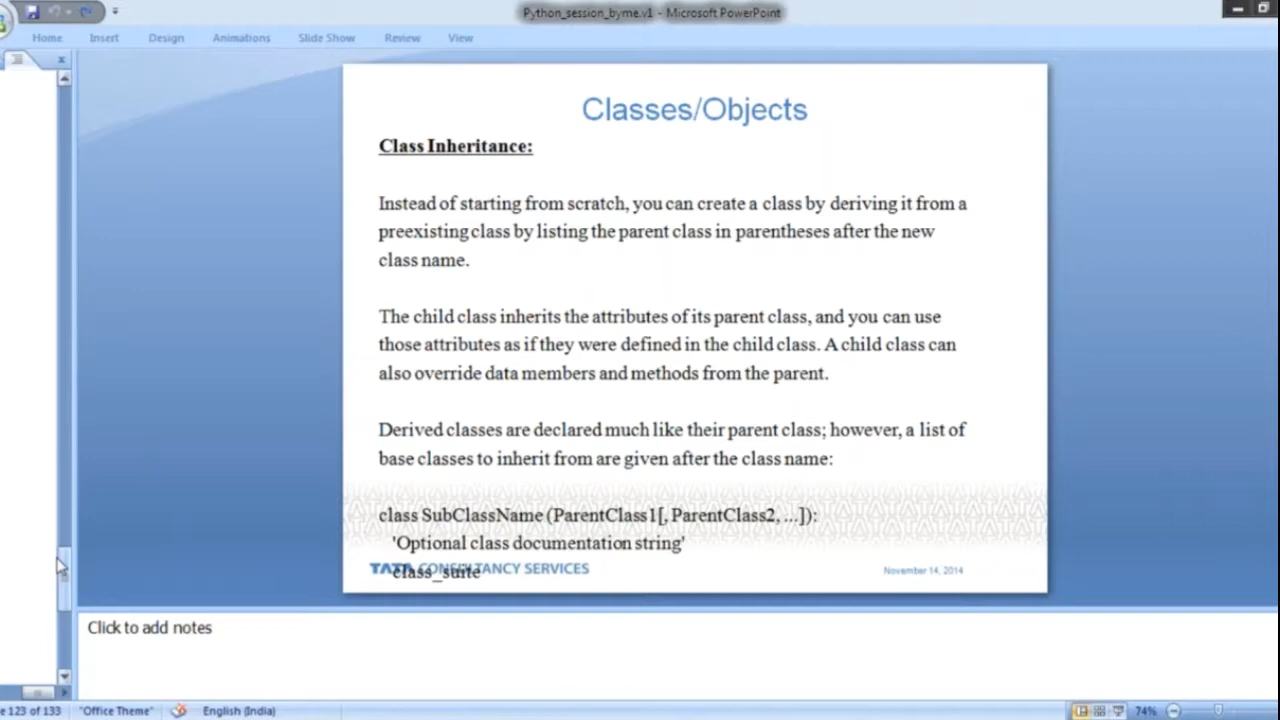 Python_session_byme.v1 - Microsoft PowerPoint
Home Insert Design Animations Slide Show Review View
Classes/Objects
Class Inheritance:
Instead of starting from scratch, you can create a class by deriving it from a
preexisting class by listing the parent class in parentheses after the new
class name.
The child class inherits the attributes of its parent class, and you can use
those attributes as if they were defined in the child class. A child class can
also override data members and methods from the parent.
Derived classes are declared much like their parent class; however, a list of
base classes to inherit from are given after the class name:
class SubClassName (ParentClass1[, ParentClass2, ...]):
'Optional class documentation string'
class_suite
TATA CONSULTANCY SERVICES
November 14, 2014
Click to add notes
e 123 of 133 "Office Theme" English (India) 74%